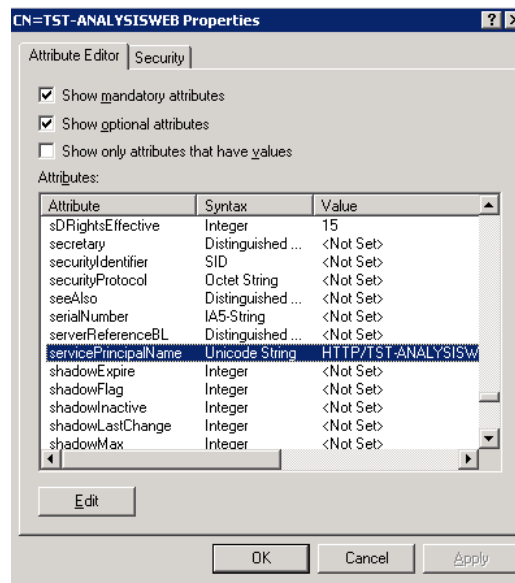 CN=TST-ANALYSISWEB Properties
Attribute Editor Security
Show mandatory attributes
Show optional attributes
Show only attributes that have values
Attributes:
Attribute Syntax Value
sDRightsEffective Integer 15
secretary Distinguished ... <Not Set>
securityIdentifier SID <Not Set>
securityProtocol Octet String <Not Set>
seeAlso Distinguished ... <Not Set>
serialNumber IA5-String <Not Set>
serverReferenceBL Distinguished ... <Not Set>
servicePrincipalName Unicode String HTTP/TST-ANALYSISW
shadowExpire Integer <Not Set>
shadowFlag Integer <Not Set>
shadowInactive Integer <Not Set>
shadowLastChange Integer <Not Set>
shadowMax Integer <Not Set>
Edit
OK Cancel Apply